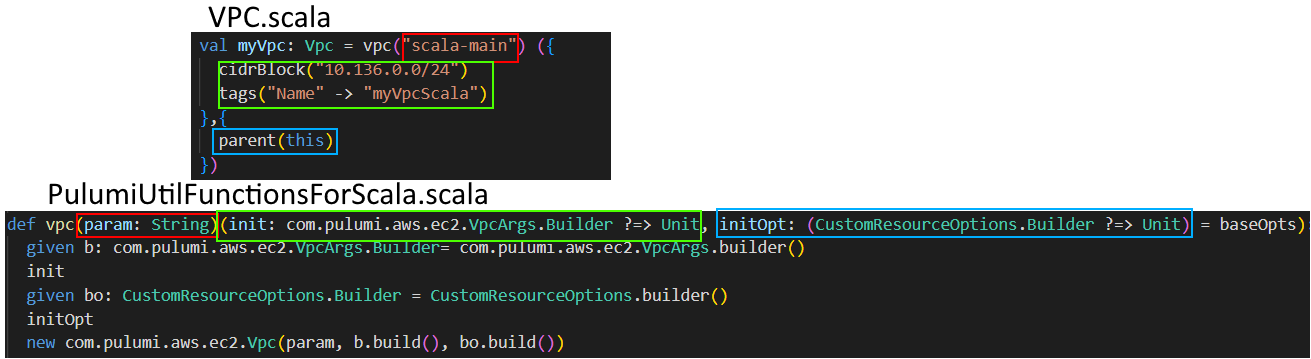 VPC.scala
val myVpc: Vpc = vpc("scala-main") ({
cidrBlock("10.136.0.0/24")
tags("Name" -> "myVpcScala")
},{
parent(this)
})
PulumiUtilFunctionsForScala.scala
def vpc(param: String)(init: com.pulumi.aws.ec2.VpcArgs.Builder ?=> Unit, initOpt: (CustomResourceOptions.Builder ?=> Unit) = baseOpts):
given b: com.pulumi.aws.ec2.VpcArgs.Builder= com.pulumi.aws.ec2.VpcArgs.builder()
init
given bo: CustomResourceOptions.Builder = CustomResourceOptions.builder()
initOpt
new com.pulumi.aws.ec2.Vpc(param, b.build(), bo.build())